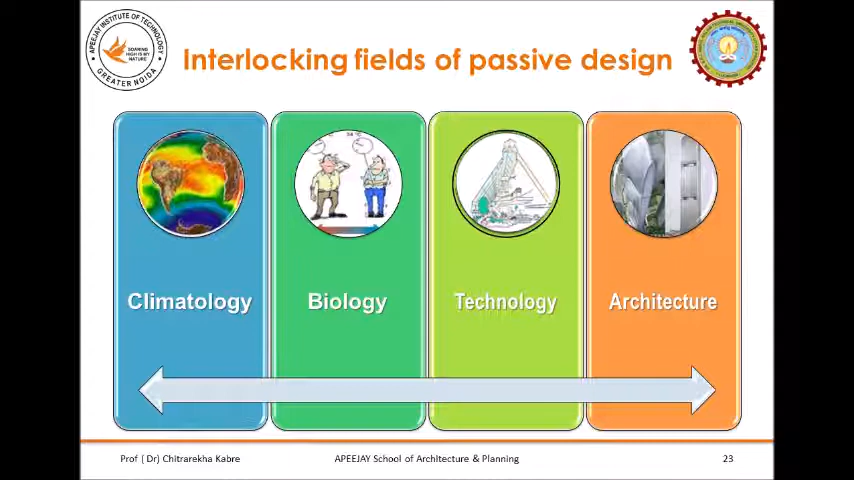 APEEJAY INSTITUTE OF TECHNOLOGY
SOARING
HIGH IS MY
NATURE
GREATER NOIDA
Interlocking fields of passive design
Climatology
Biology
Technology
Architecture
Prof ( Dr) Chitrarekha Kabre
APEEJAY School of Architecture & Planning
23